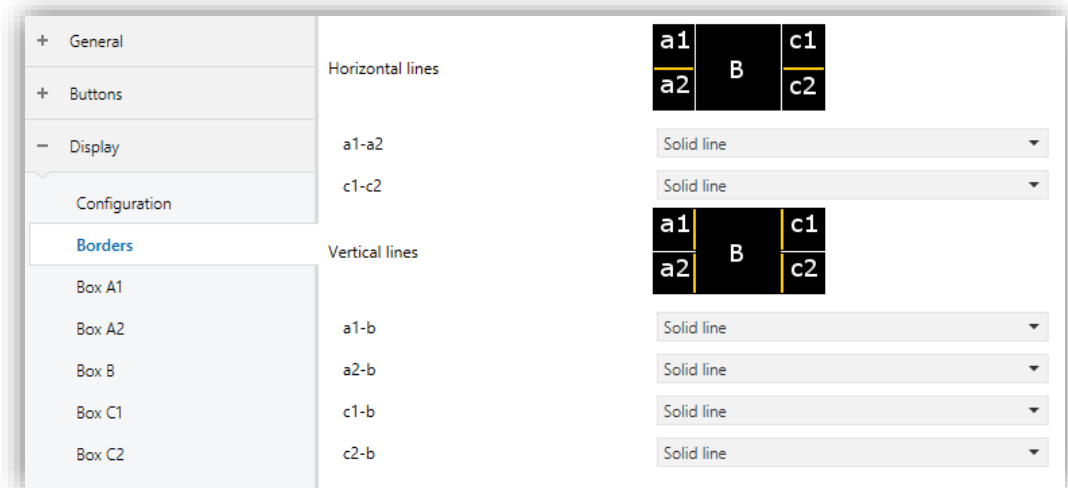 + General
+ Buttons
− Display
Configuration
Borders
Box A1
Box A2
Box B
Box C1
Box C2
Horizontal lines
a1 B c1
a2 c2
a1-a2 Solid line
c1-c2 Solid line
Vertical lines
a1 B c1
a2 c2
a1-b Solid line
a2-b Solid line
c1-b Solid line
c2-b Solid line